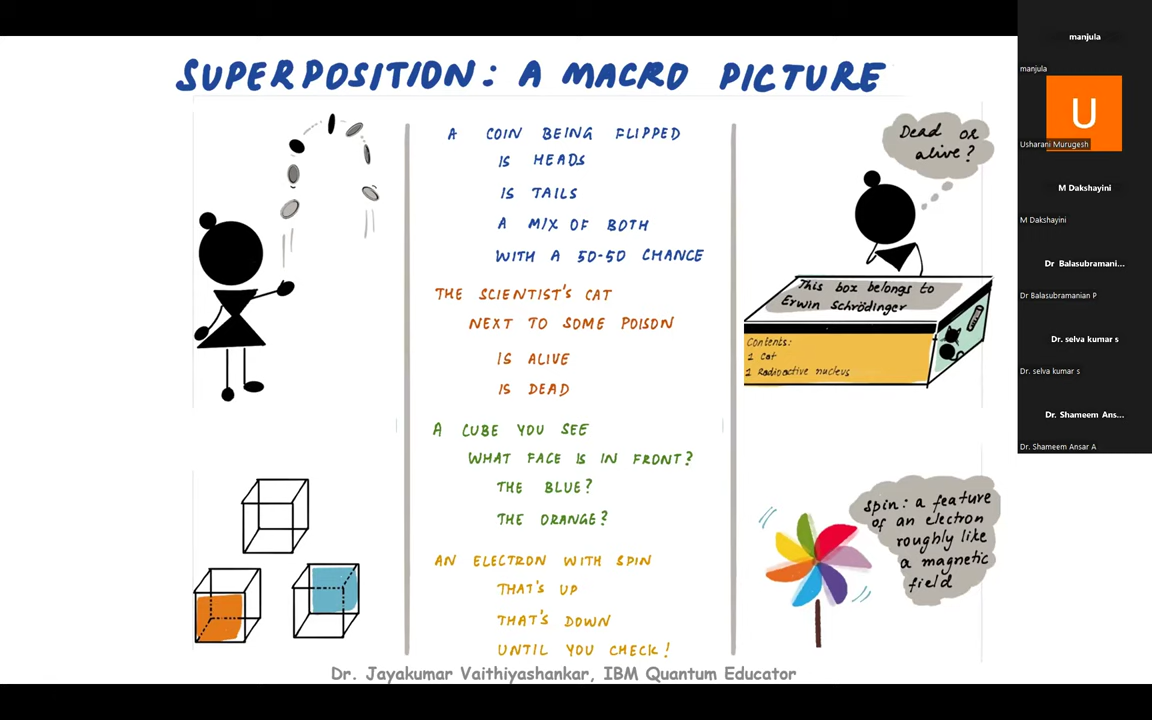 SUPERPOSITION: A MACRO PICTURE
A COIN BEING FLIPPED
IS HEADS
IS TAILS
A MIX OF BOTH
WITH A 50-50 CHANCE
THE SCIENTIST'S CAT
NEXT TO SOME POISON
IS ALIVE
IS DEAD
A CUBE YOU SEE
WHAT FACE IS IN FRONT?
THE BLUE?
THE ORANGE?
AN ELECTRON WITH SPIN
THAT'S UP
THAT'S DOWN
UNTIL YOU CHECK!
Dead or
alive?
This box belongs to
Erwin Schrödinger
Contents:
1 Cat
1 Radioactive nucleus
Spin: a feature
of an electron
roughly like
a magnetic
field
Dr. Jayakumar Vaithiyashankar, IBM Quantum Educator
manjula
manjula
U
Usharani Murugesh
M Dakshayini
M Dakshayini
Dr Balasubramani...
Dr Balasubramanian P
Dr. selva kumar s
Dr. selva kumar s
Dr. Shameem Ans...
Dr. Shameem Ansar A